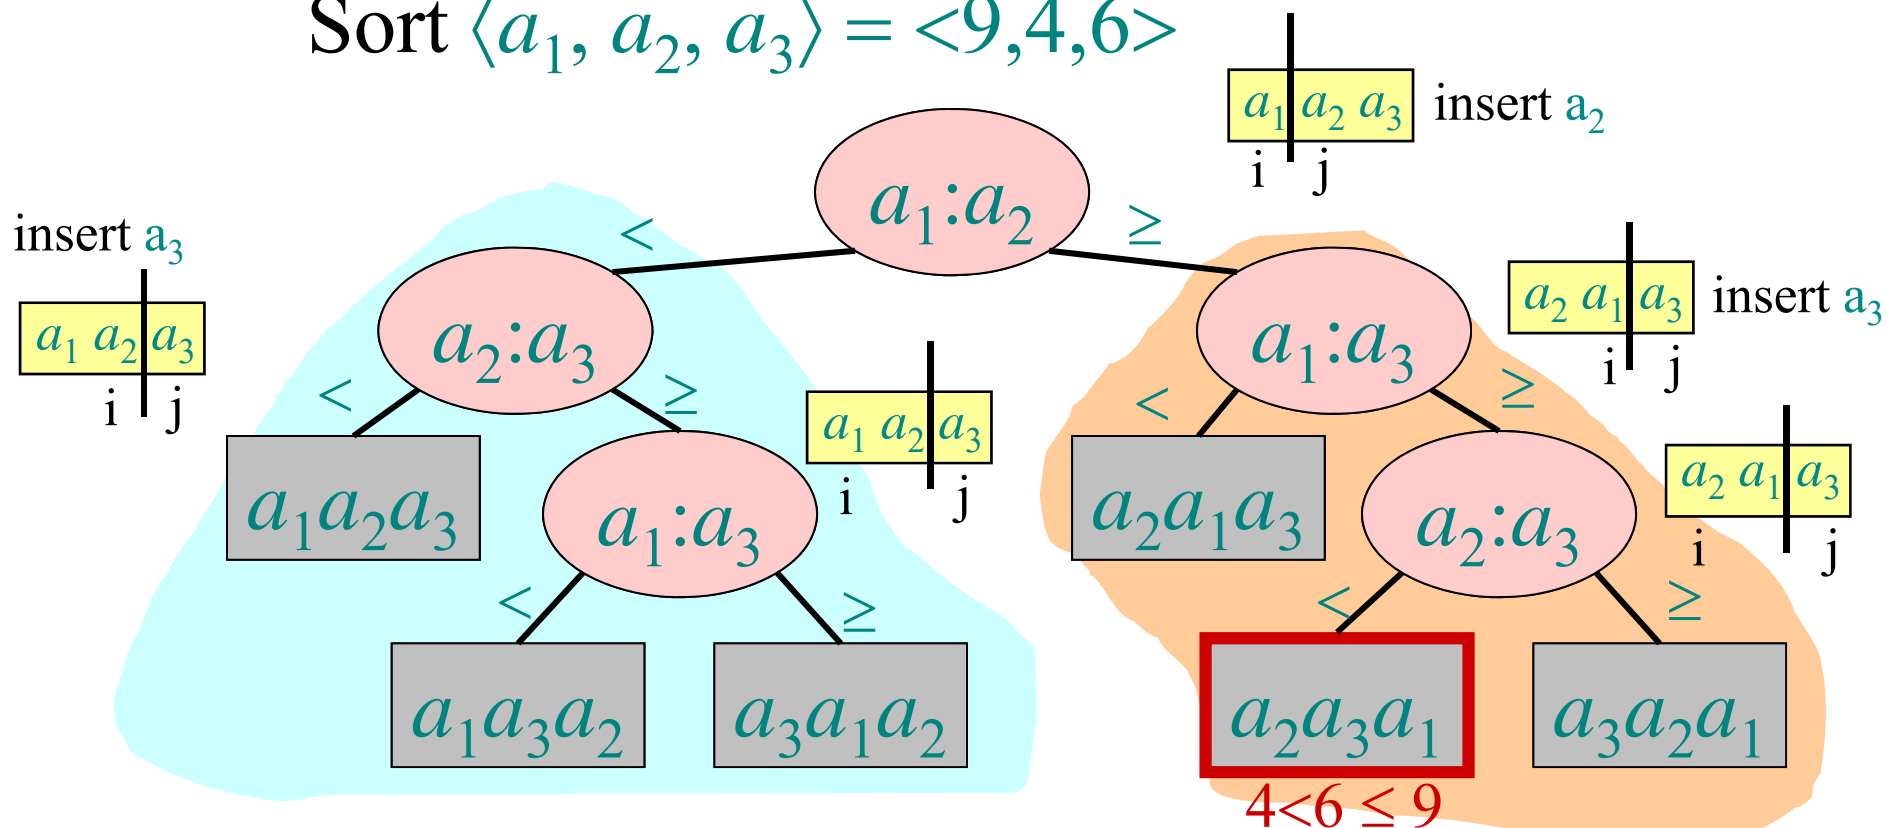 Sort ⟨a₁, a₂, a₃⟩ = <9,4,6>
a₁ a₂ a₃ insert a₂
i j
a₁:a₂
< ≥
insert a₃
a₁ a₂ a₃
i j
a₂:a₃
< ≥
a₁ a₂ a₃
i j
a₁:a₃
< ≥
a₂ a₁ a₃ insert a₃
i j
a₂ a₁ a₃
i j
a₁a₂a₃
a₁:a₃
< ≥
a₂a₁a₃
a₂:a₃
< ≥
a₁a₃a₂
a₃a₁a₂
a₂a₃a₁
a₃a₂a₁
4<6 ≤ 9